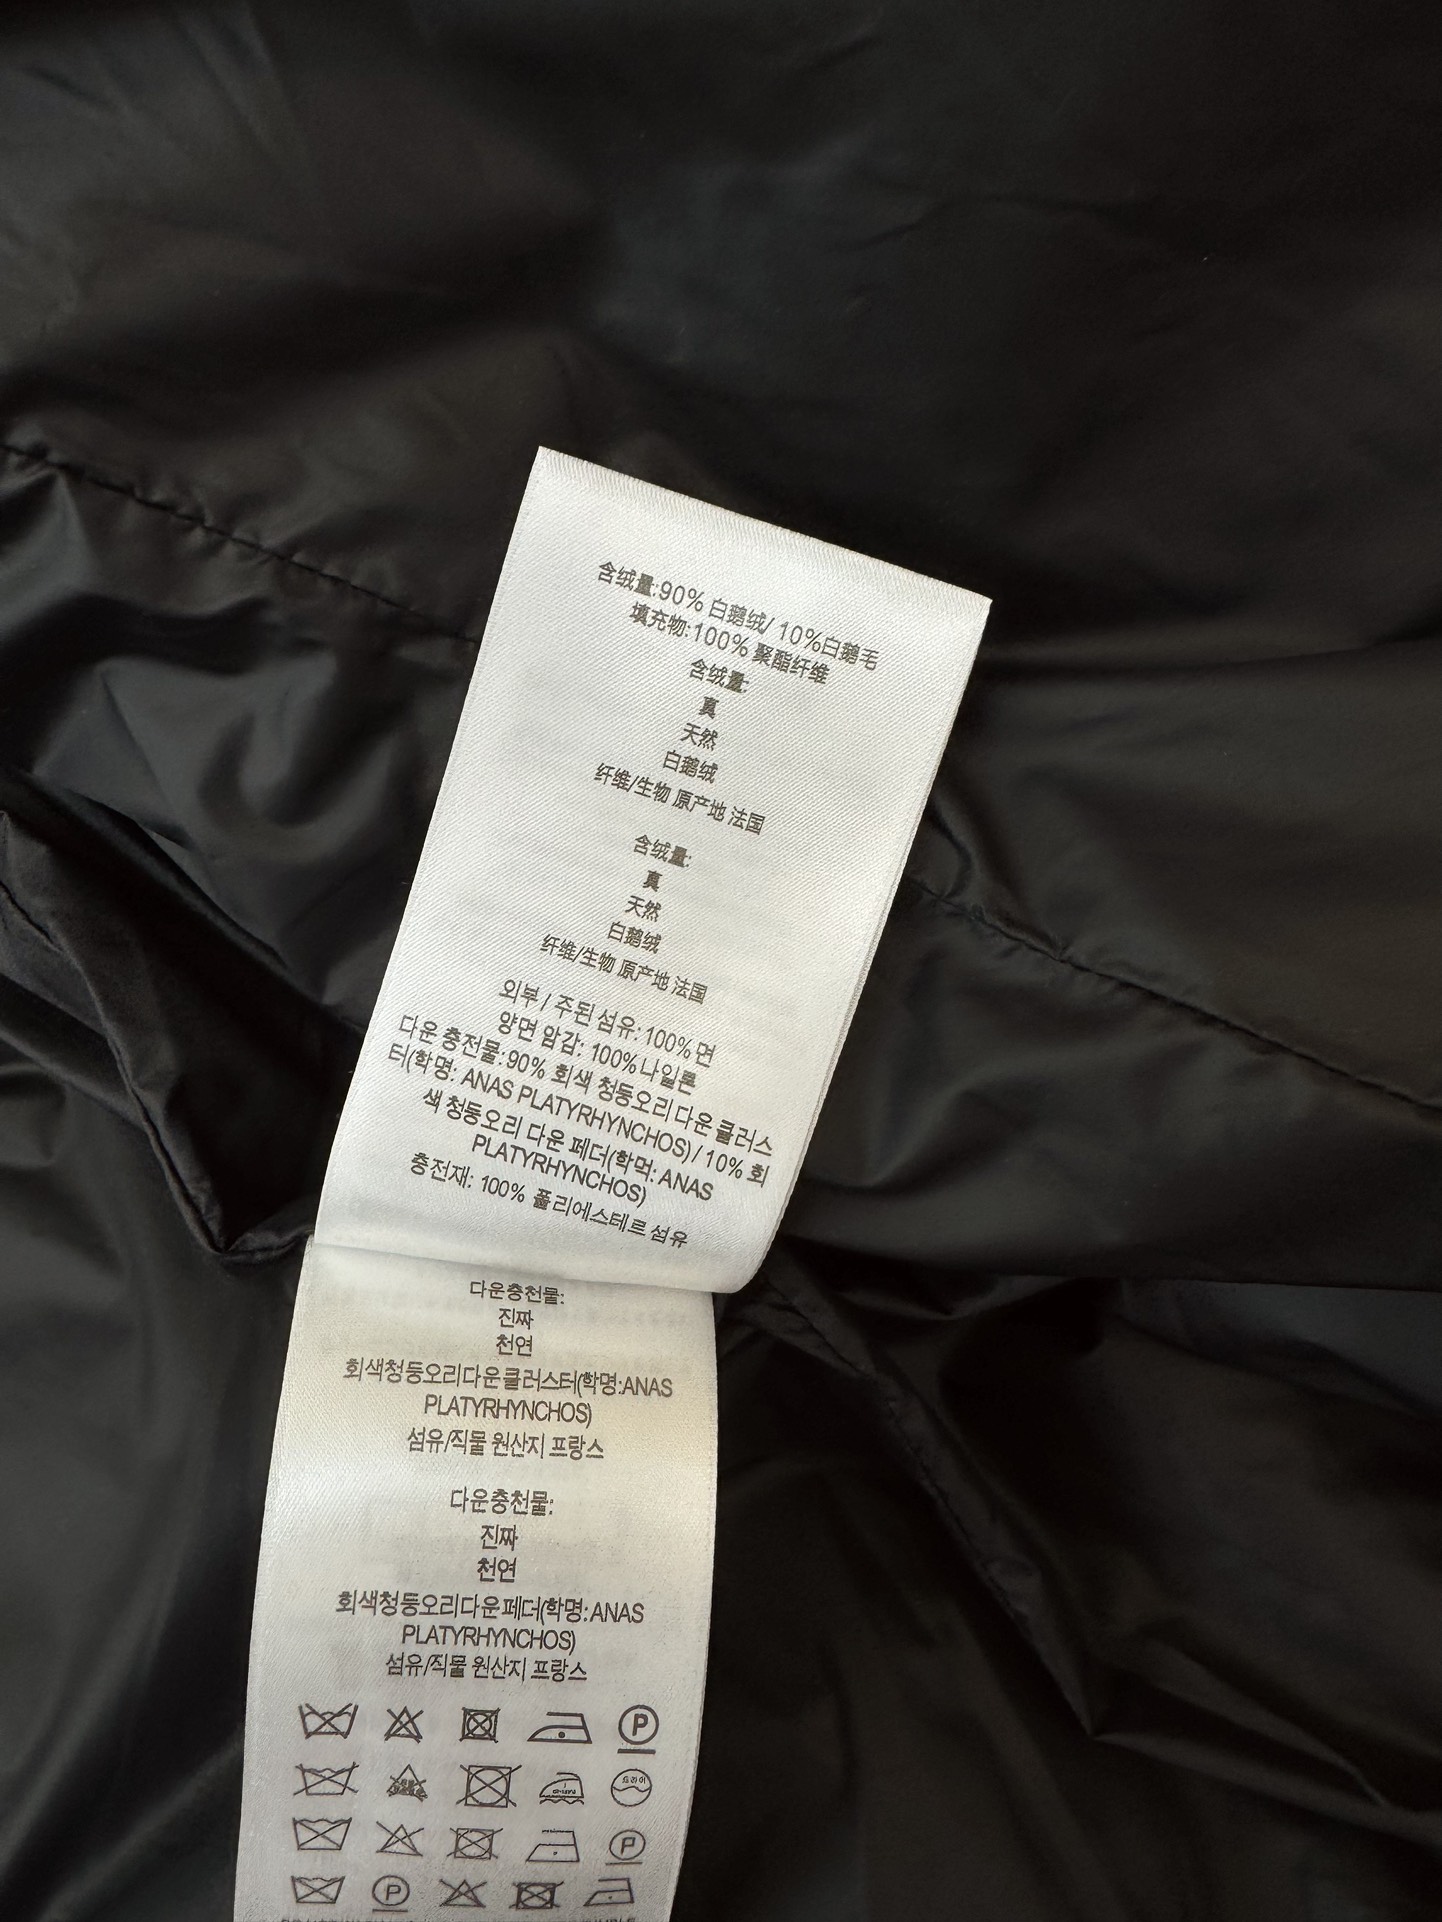 含绒量:90% 白鹅绒/ 10%白鹅毛
填充物:100% 聚酯纤维
含绒量:
真
天然
白鹅绒
纤维/生物 原产地 法国
含绒量:
真
天然
白鹅绒
纤维/生物 原产地 法国
외부 / 주된 섬유: 100% 면
양면 암감: 100% 나일론
다운 충전물:90% 회색 청둥오리 다운 클러스
터(학명: ANAS PLATYRHYNCHOS) / 10% 회
색 청둥오리 다운 페더(학먹: ANAS
PLATYRHYNCHOS)
충전재: 100% 폴리에스테르 섬유
다운충천물:
진짜
천연
회색청둥오리다운클러스터(학명:ANAS
PLATYRHYNCHOS)
섬유/직물 원산지 프랑스
다운충천물:
진짜
천연
회색청둥오리다운페더(학명:ANAS
PLATYRHYNCHOS)
섬유/직물 원산지 프랑스
P
드라이
P
P